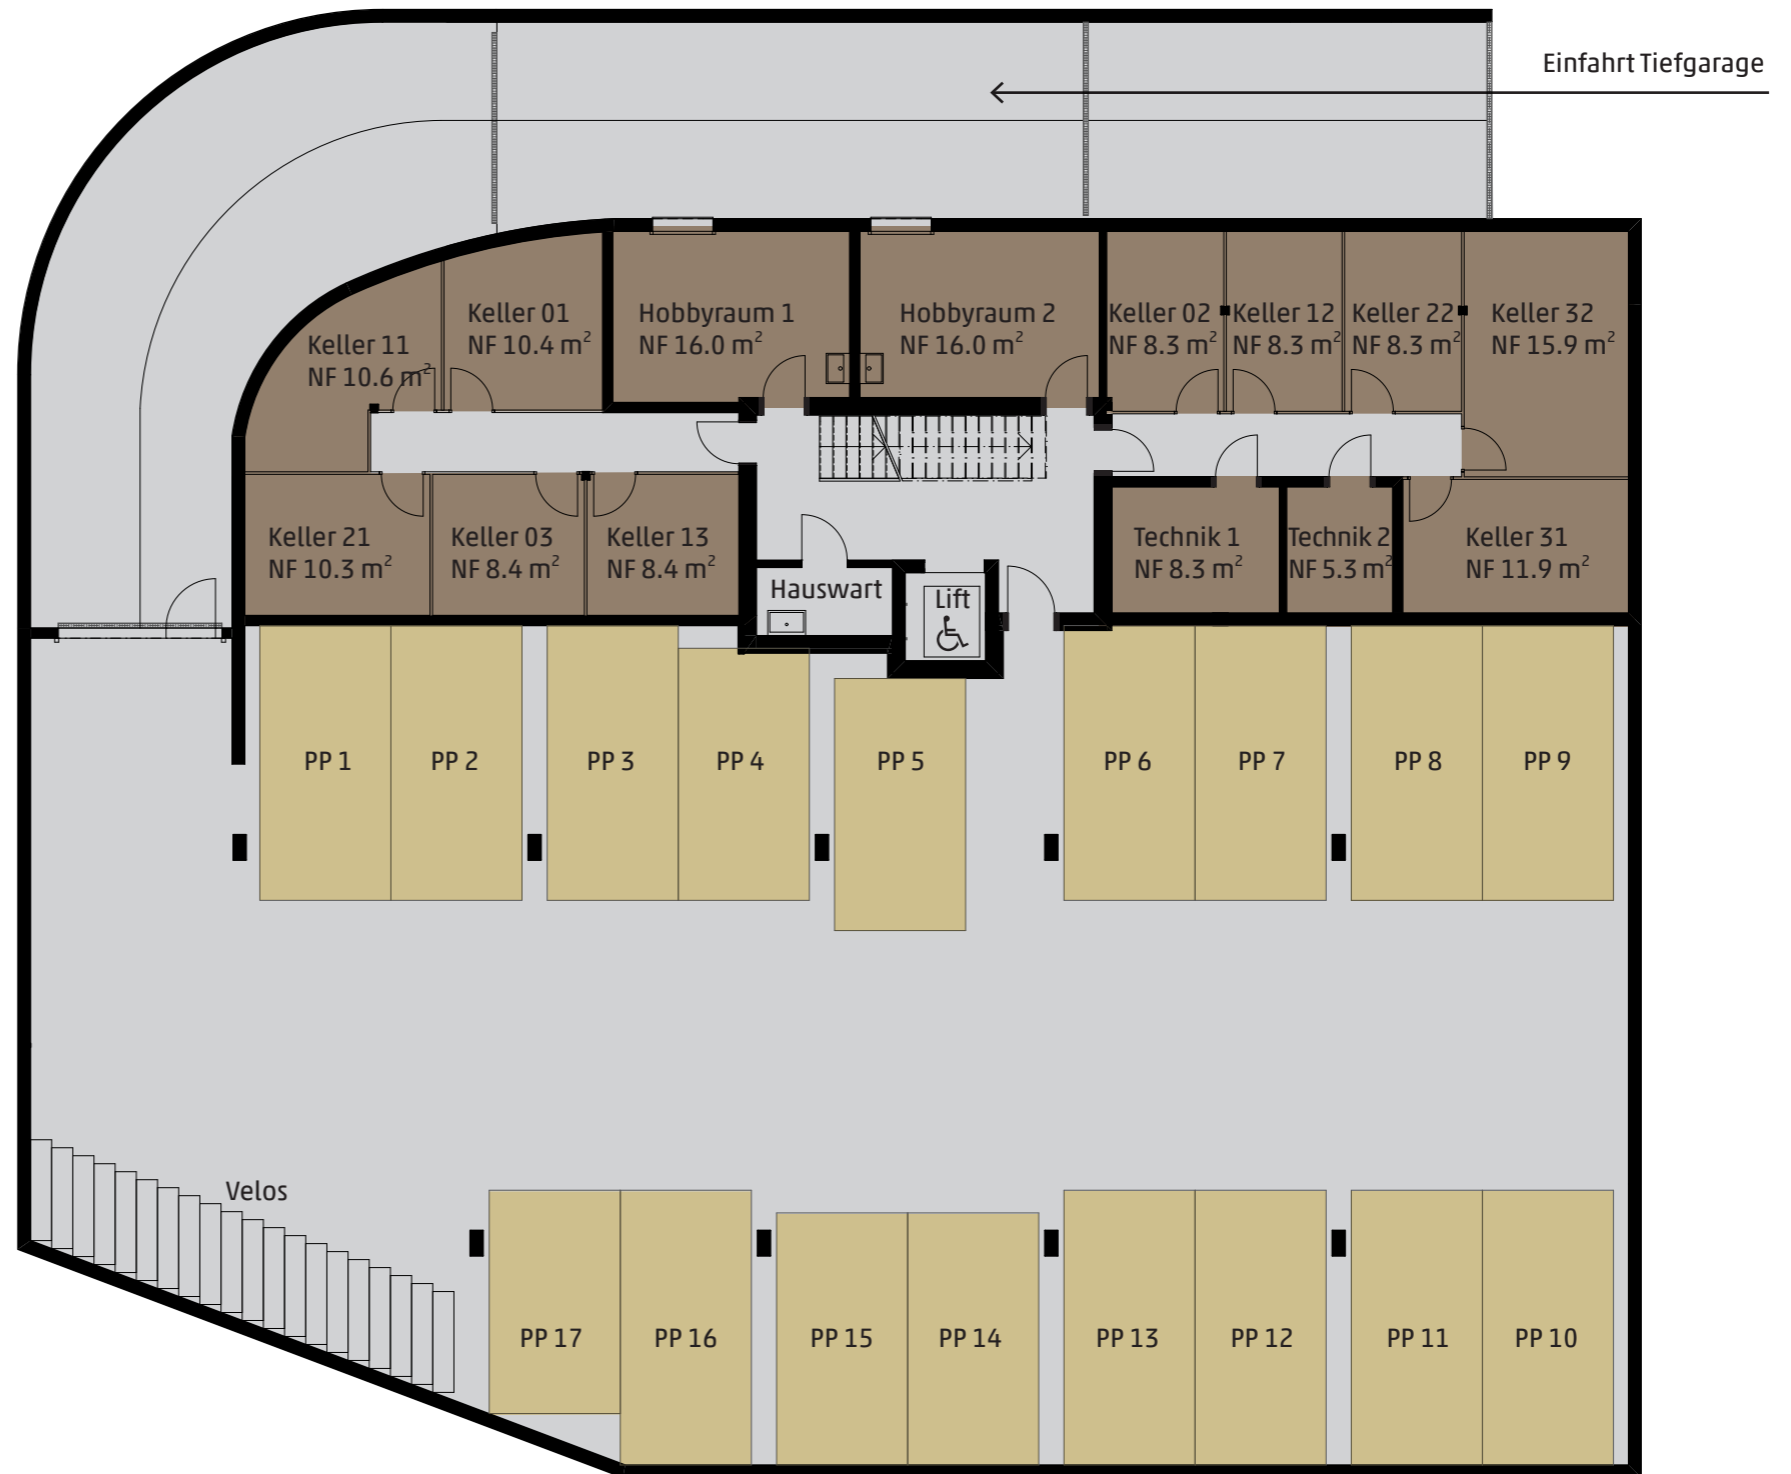 Einfahrt Tiefgarage
Keller 01
NF 10.4 m²
Hobbyraum 1
NF 16.0 m²
Hobbyraum 2
NF 16.0 m²
Keller 02
NF 8.3 m²
Keller 12
NF 8.3 m²
Keller 22
NF 8.3 m²
Keller 32
NF 15.9 m²
Keller 11
NF 10.6 m²
Keller 21
NF 10.3 m²
Keller 03
NF 8.4 m²
Keller 13
NF 8.4 m²
Technik 1
NF 8.3 m²
Technik 2
NF 5.3 m²
Keller 31
NF 11.9 m²
Hauswart
Lift
PP 1
PP 2
PP 3
PP 4
PP 5
PP 6
PP 7
PP 8
PP 9
Velos
PP 17
PP 16
PP 15
PP 14
PP 13
PP 12
PP 11
PP 10